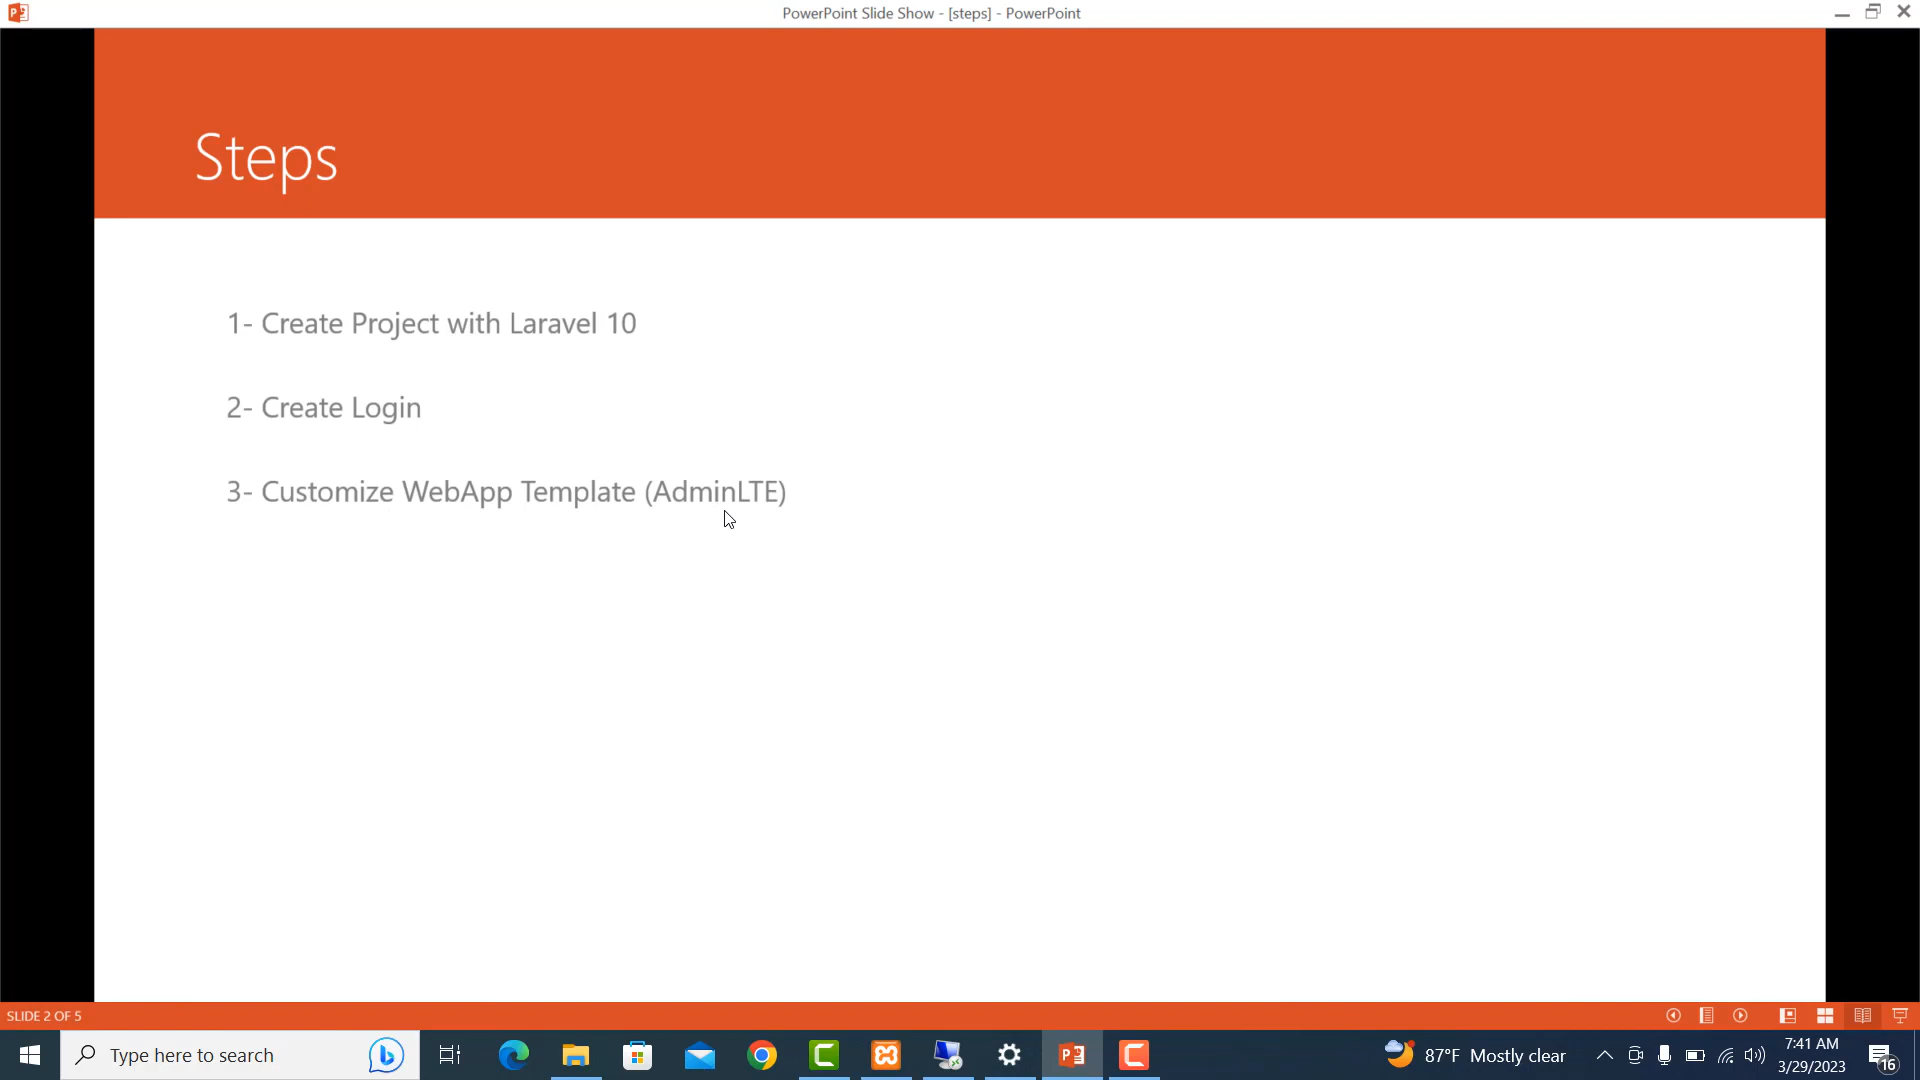 PowerPoint Slide Show - [steps] - PowerPoint
Steps
1- Create Project with Laravel 10
2- Create Login
3- Customize WebApp Template (AdminLTE)
SLIDE 2 OF 5
Type here to search
87°F Mostly clear
7:41 AM
3/29/2023
16